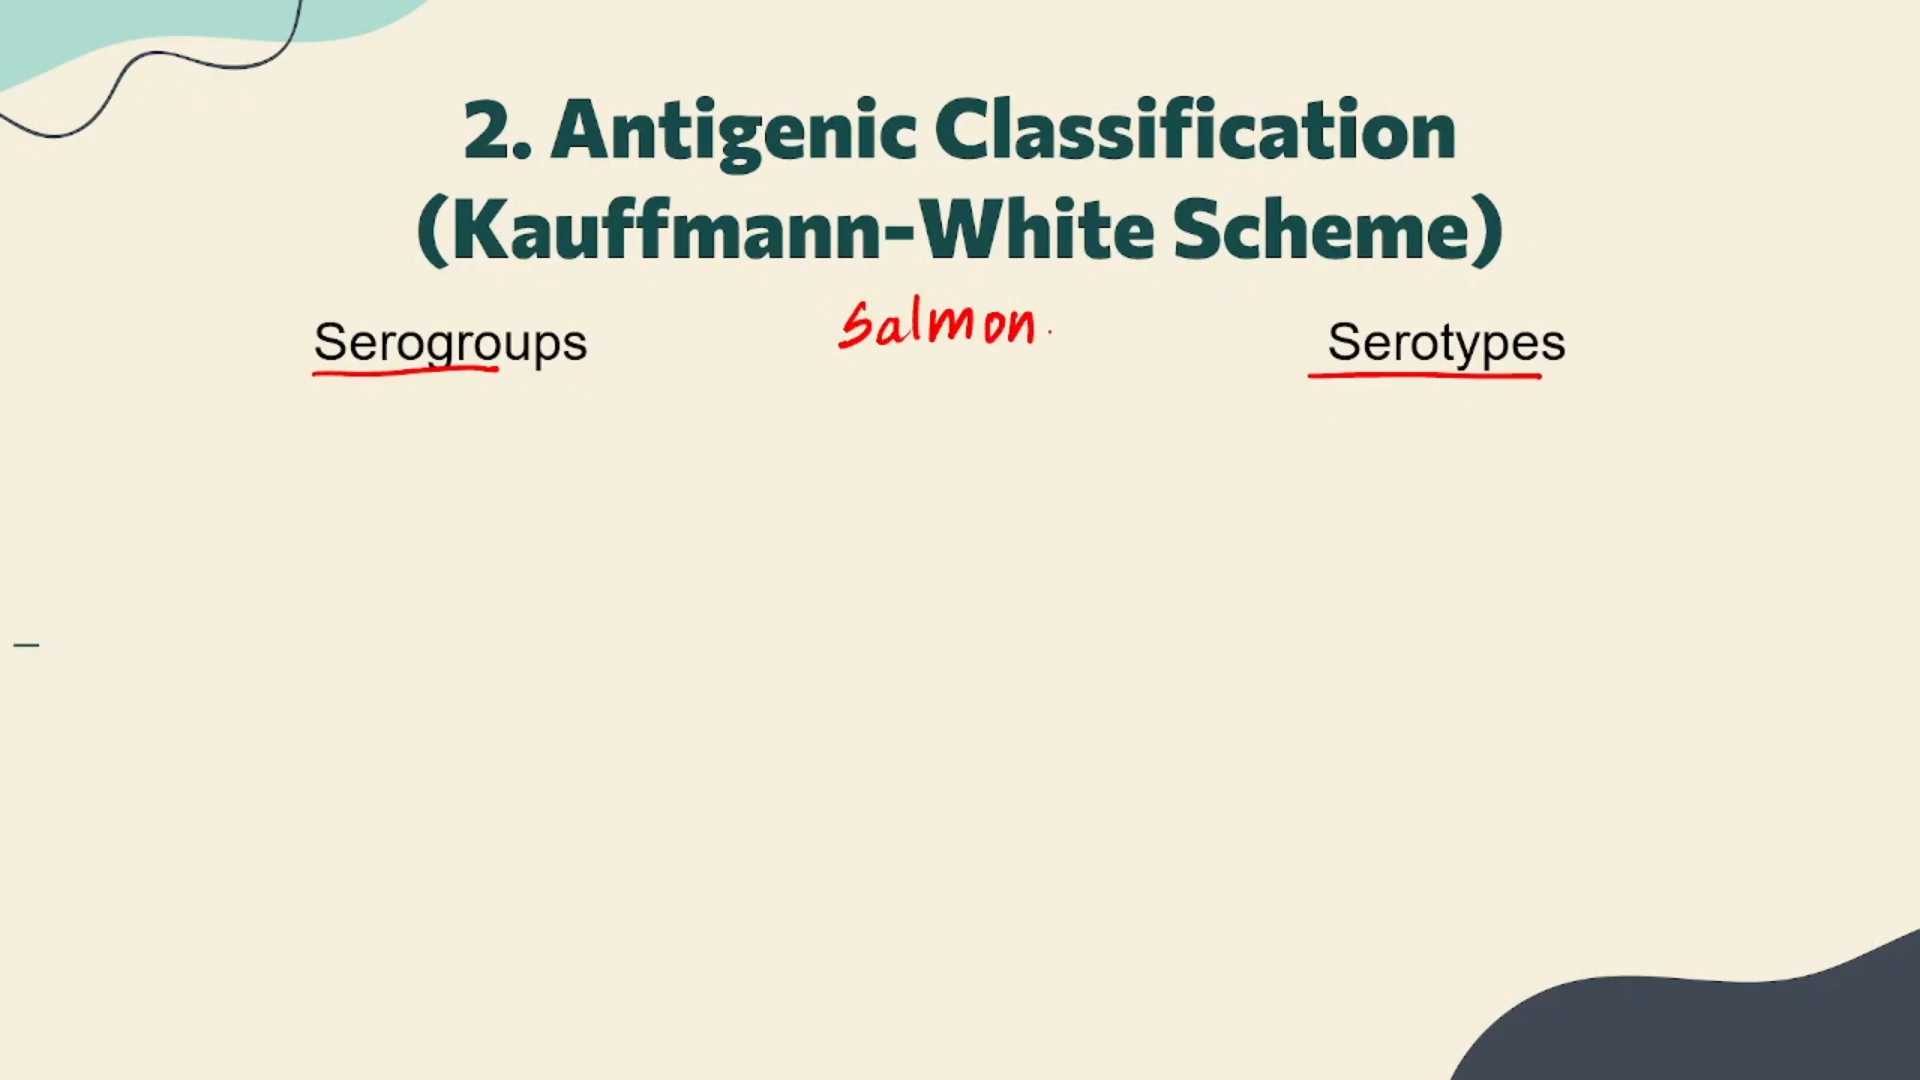 2. Antigenic Classification
(Kauffmann-White Scheme)
Serogroups Salmon. Serotypes